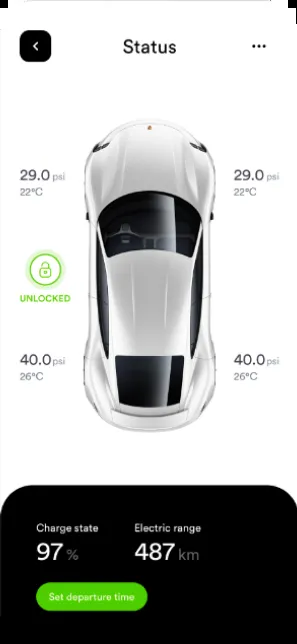 Status
29.0 psi
22°C
29.0 psi
22°C
UNLOCKED
40.0 psi
26°C
40.0 psi
26°C
Charge state
97 %
Electric range
487 km
Set departure time